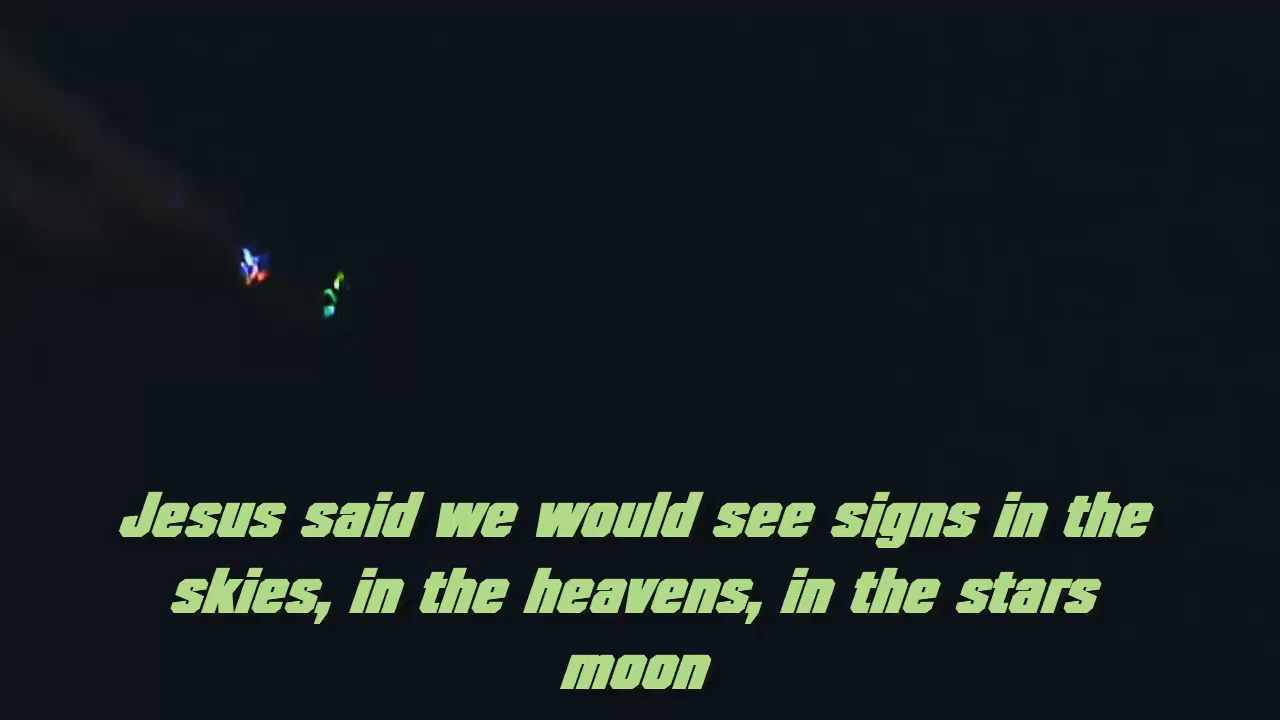 Jesus said we would see signs in the
skies, in the heavens, in the stars
moon